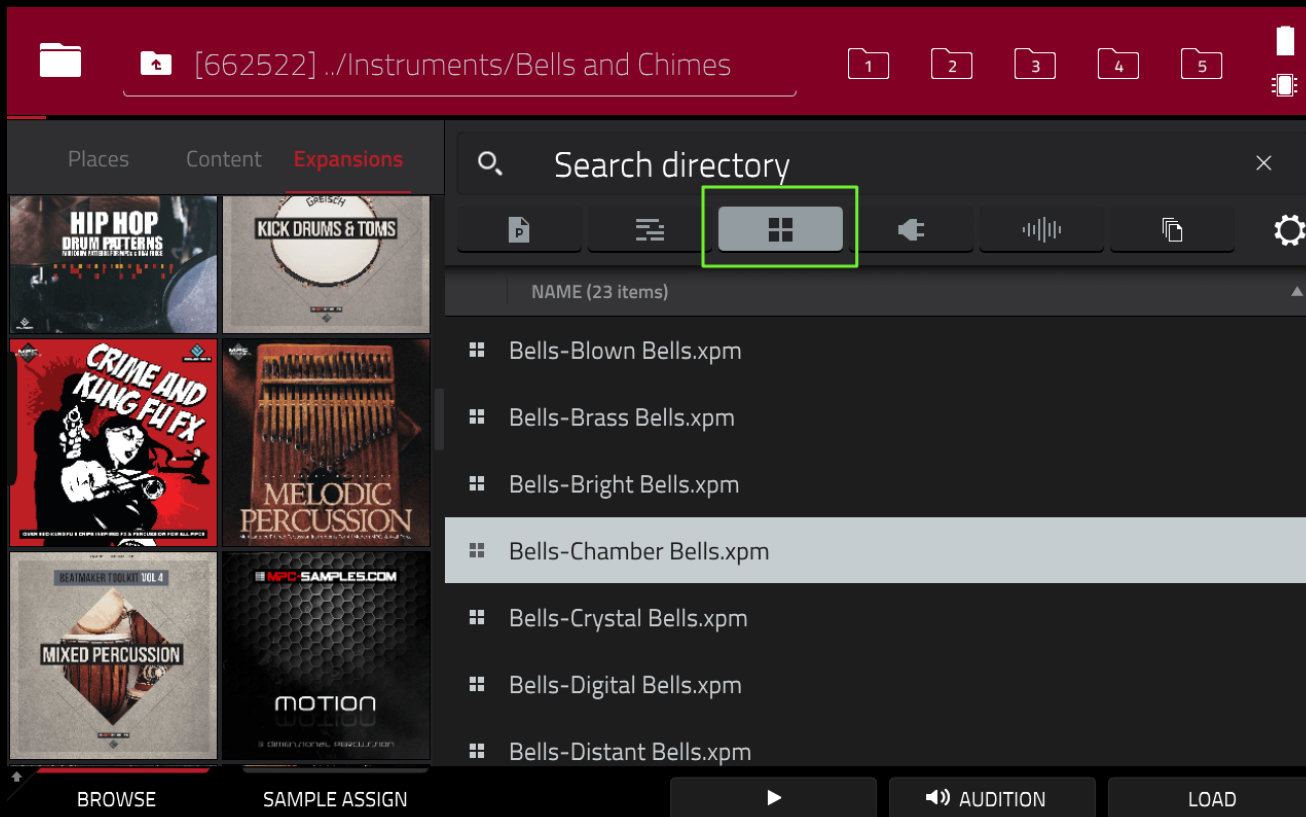 [662522] ../Instruments/Bells and Chimes
1
2
3
4
5
Places
Content
Expansions
Search directory
P
NAME (23 items)
HIP HOP
DRUM PATTERNS
GRETSCH
KICK DRUMS & TOMS
CRIME AND
KUNG FU FX
MPC
MELODIC
PERCUSSION
BEATMAKER TOOLKIT VOL 4
MIXED PERCUSSION
MPC-SAMPLES.COM
MOTION
3 DIMENSIONAL PERCUSSION
Bells-Blown Bells.xpm
Bells-Brass Bells.xpm
Bells-Bright Bells.xpm
Bells-Chamber Bells.xpm
Bells-Crystal Bells.xpm
Bells-Digital Bells.xpm
Bells-Distant Bells.xpm
BROWSE
SAMPLE ASSIGN
AUDITION
LOAD